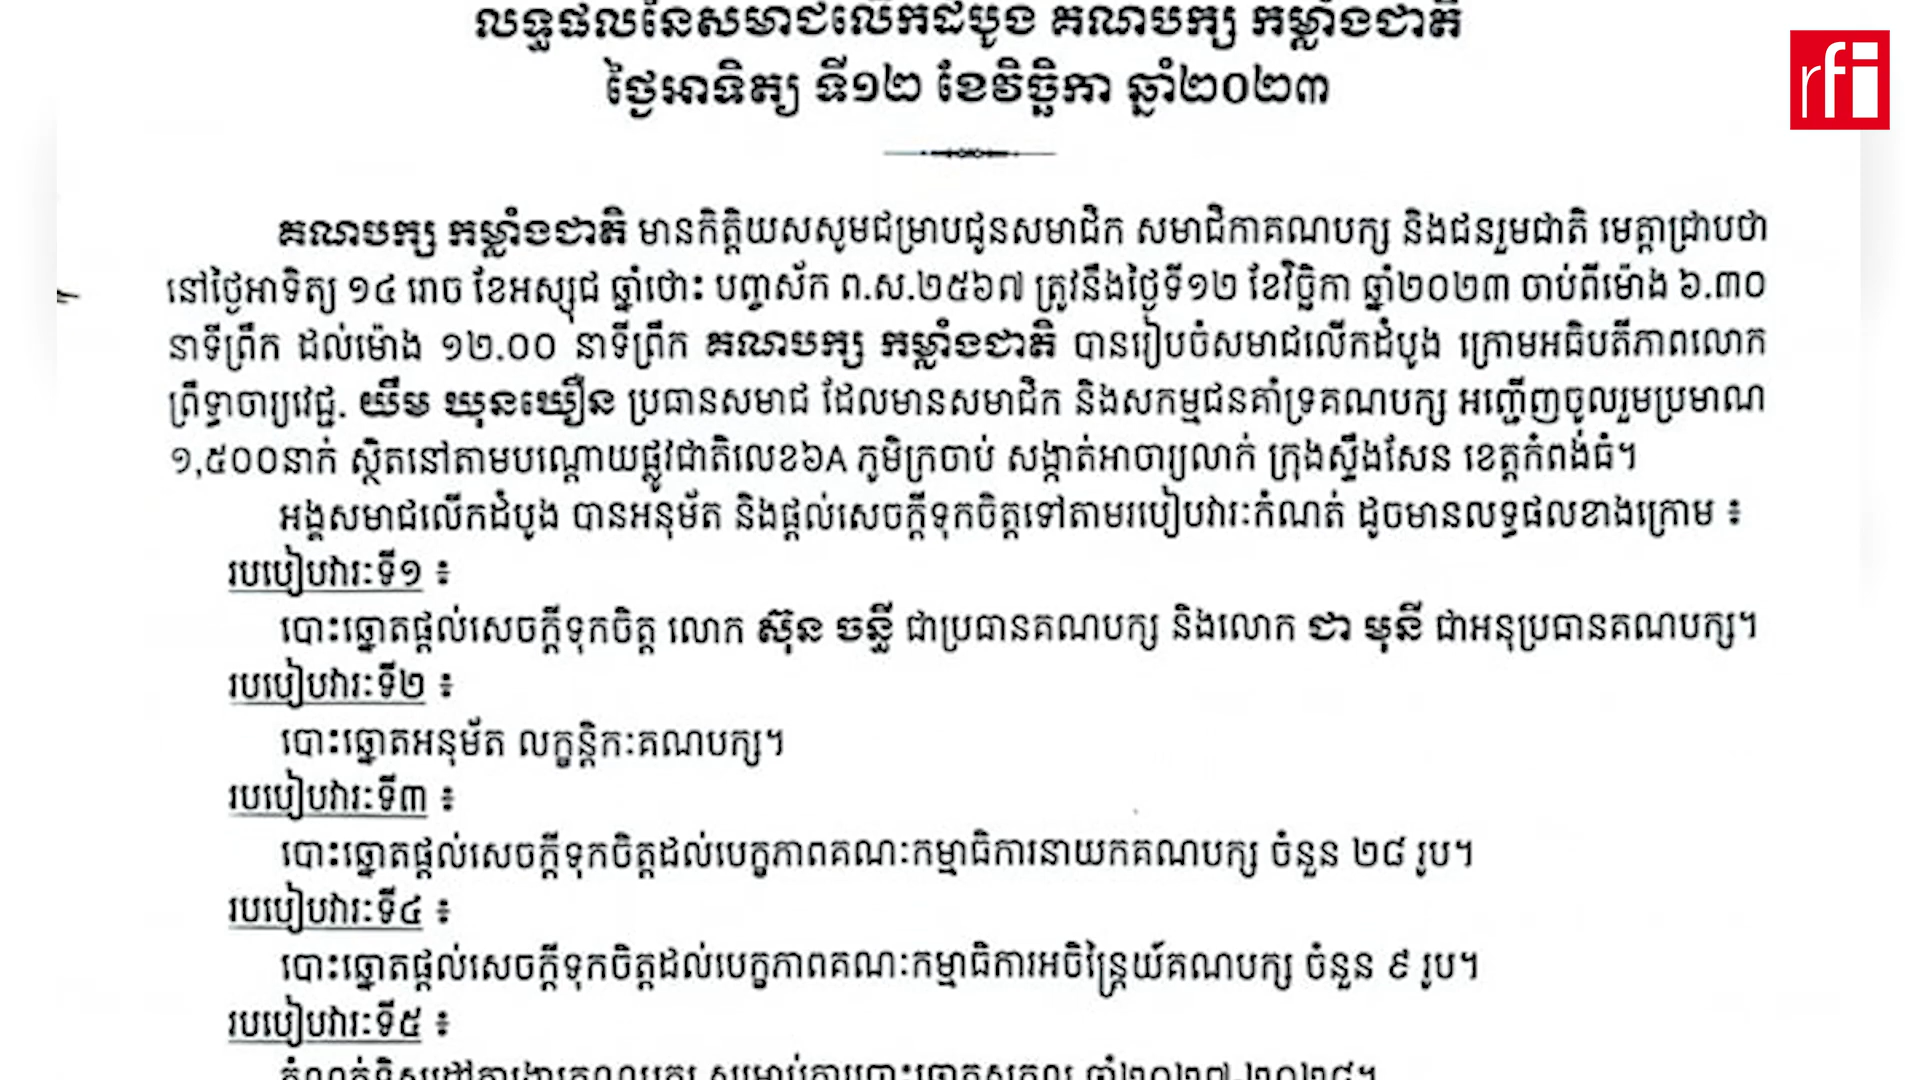 លទ្ធផលនៃសមាជលើកដំបូង គណបក្ស កម្លាំងជាតិ
ថ្ងៃអាទិត្យ ទី១២ ខែវិច្ឆិកា ឆ្នាំ២០២៣
rfi
គណបក្ស កម្លាំងជាតិ មានកិត្តិយសសូមជម្រាបជូនសមាជិក សមាជិកាគណបក្ស និងជនរួមជាតិ មេត្តាជ្រាបថា
នៅថ្ងៃអាទិត្យ ១៤ រោច ខែអស្សុជ ឆ្នាំថោះ បញ្ចស័ក ព.ស.២៥៦៧ ត្រូវនឹងថ្ងៃទី១២ ខែវិច្ឆិកា ឆ្នាំ២០២៣ ចាប់ពីម៉ោង ៦.៣០
នាទីព្រឹក ដល់ម៉ោង ១២.០០ នាទីព្រឹក គណបក្ស កម្លាំងជាតិ បានរៀបចំសមាជលើកដំបូង ក្រោមអធិបតីភាពលោក
ព្រឹទ្ធាចារ្យវេជ្ជ. យឹម ឃុនឃឿន ប្រធានសមាជ ដែលមានសមាជិក និងសកម្មជនគាំទ្រគណបក្ស អញ្ជើញចូលរួមប្រមាណ
១,៥០០នាក់ ស្ថិតនៅតាមបណ្តោយផ្លូវជាតិលេខ៦A ភូមិក្រចាប់ សង្កាត់អាចារ្យលាក់ ក្រុងស្ទឹងសែន ខេត្តកំពង់ធំ។
អង្គសមាជលើកដំបូង បានអនុម័ត និងផ្តល់សេចក្តីទុកចិត្តទៅតាមរបៀបវារៈកំណត់ ដូចមានលទ្ធផលខាងក្រោម ៖
របបៀបវារៈទី១ ៖
បោះឆ្នោតផ្តល់សេចក្តីទុកចិត្ត លោក ស៊ុន ចន្ធី ជាប្រធានគណបក្ស និងលោក ជា មុនី ជាអនុប្រធានគណបក្ស។
របបៀបវារៈទី២ ៖
បោះឆ្នោតអនុម័ត លក្ខន្តិកៈគណបក្ស។
របបៀបវារៈទី៣ ៖
បោះឆ្នោតផ្តល់សេចក្តីទុកចិត្តដល់បេក្ខភាពគណៈកម្មាធិការនាយកគណបក្ស ចំនួន ២៨ រូប។
របបៀបវារៈទី៤ ៖
បោះឆ្នោតផ្តល់សេចក្តីទុកចិត្តដល់បេក្ខភាពគណៈកម្មាធិការអចិន្ត្រៃយ៍គណបក្ស ចំនួន ៩ រូប។
របបៀបវារៈទី៥ ៖